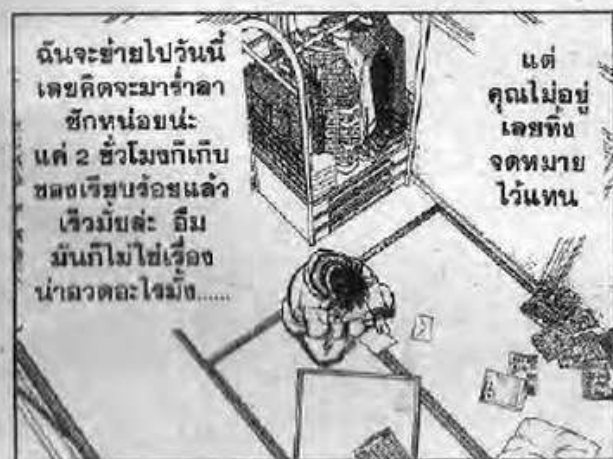 ฉันจะย้ายไปวันนี้
เลยคิดจะมาร่ำลา
ซักหน่อยน่ะ
แค่ 2 ชั่วโมงก็เก็บ
ของเรียบร้อยแล้ว
เร็วมั้ยล่ะ อืม
มันก็ไม่ใช่เรื่อง
น่าอวดอะไรมั้ง......
แต่
คุณไม่อยู่
เลยทิ้ง
จดหมาย
ไว้แทน